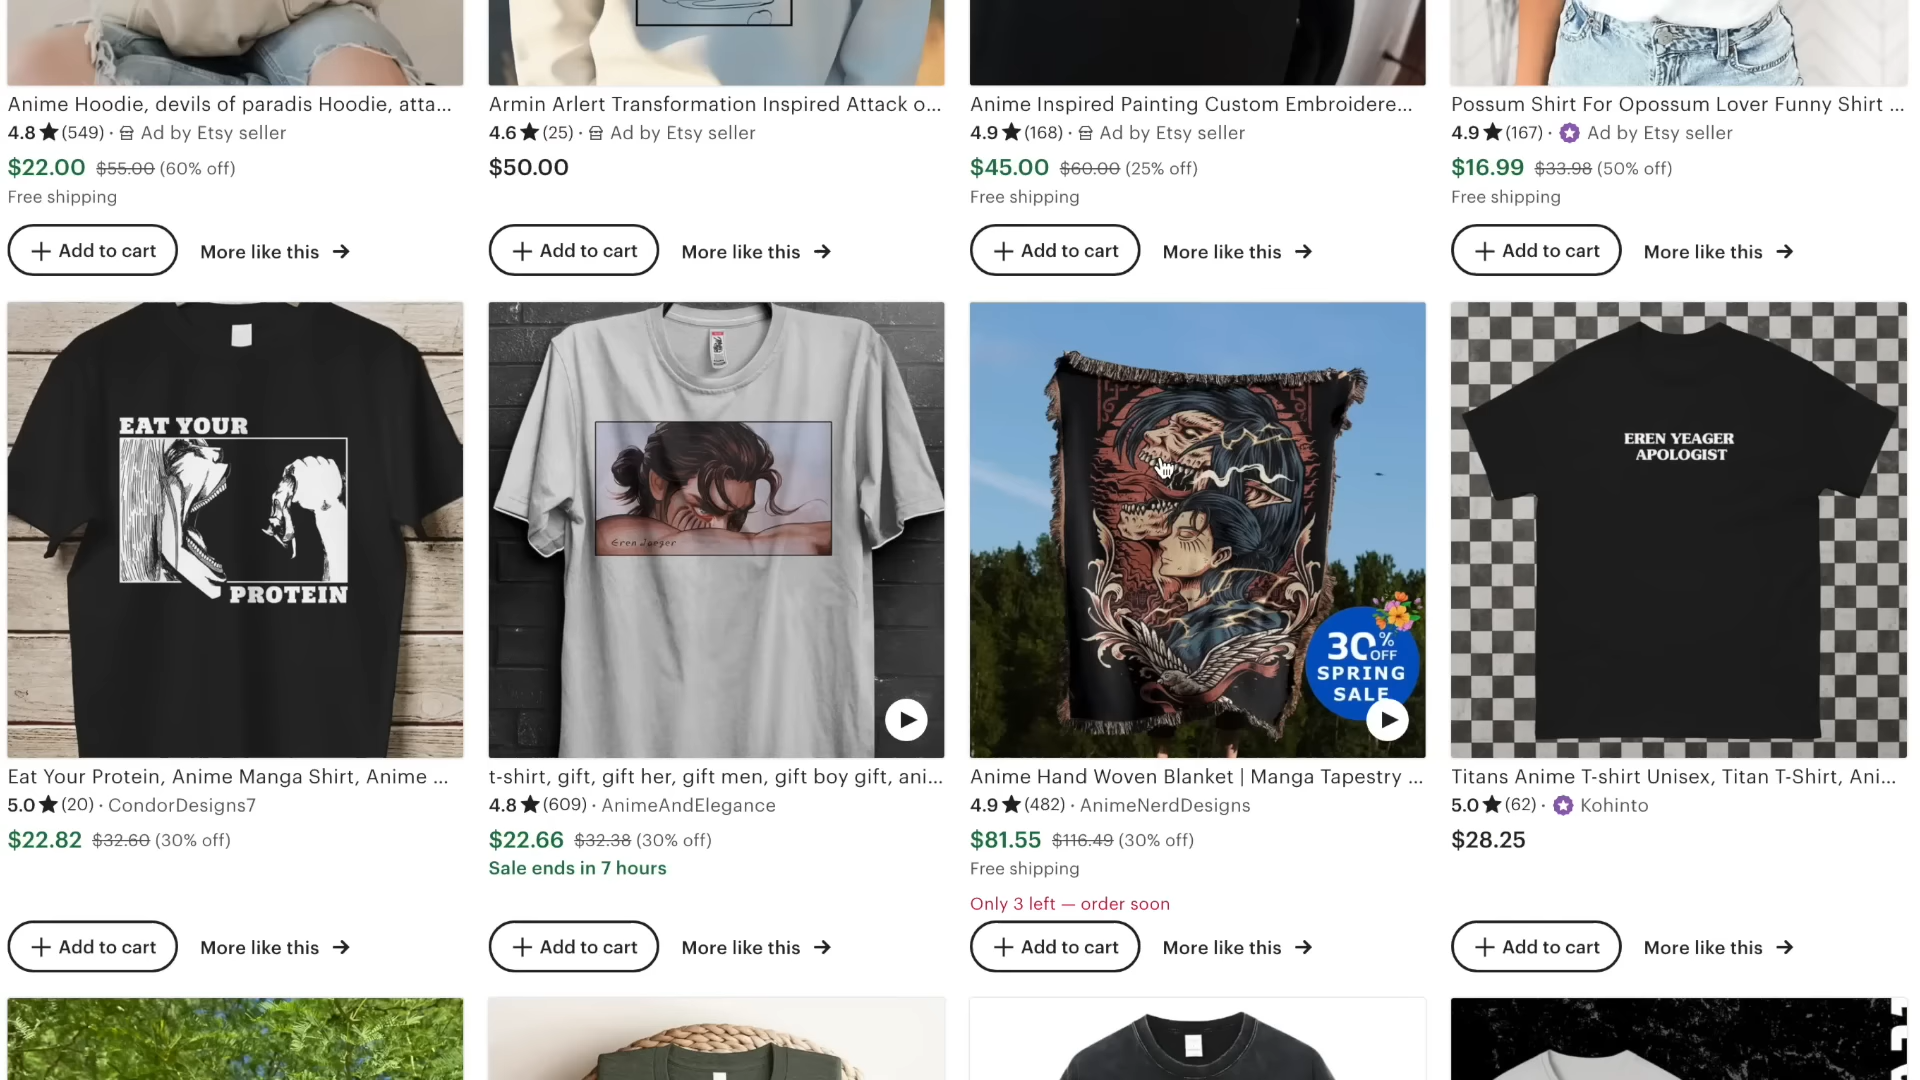 Anime Hoodie, devils of paradis Hoodie, atta...
4.8 ★ (549) · Ad by Etsy seller
$22.00 $55.00 (60% off)
Free shipping
+ Add to cart More like this →
Armin Arlert Transformation Inspired Attack o...
4.6 ★ (25) · Ad by Etsy seller
$50.00
+ Add to cart More like this →
Anime Inspired Painting Custom Embroidere...
4.9 ★ (168) · Ad by Etsy seller
$45.00 $60.00 (25% off)
Free shipping
+ Add to cart More like this →
Possum Shirt For Opossum Lover Funny Shirt ...
4.9 ★ (167) · Ad by Etsy seller
$16.99 $33.98 (50% off)
Free shipping
+ Add to cart More like this →
EAT YOUR
PROTEIN
Eat Your Protein, Anime Manga Shirt, Anime ...
5.0 ★ (20) · CondorDesigns7
$22.82 $32.60 (30% off)
+ Add to cart More like this →
Eren Jaeger
t-shirt, gift, gift her, gift men, gift boy gift, ani...
4.8 ★ (609) · AnimeAndElegance
$22.66 $32.38 (30% off)
Sale ends in 7 hours
+ Add to cart More like this →
30% OFF
SPRING
SALE
Anime Hand Woven Blanket | Manga Tapestry ...
4.9 ★ (482) · AnimeNerdDesigns
$81.55 $116.49 (30% off)
Free shipping
Only 3 left — order soon
+ Add to cart More like this →
EREN YEAGER
APOLOGIST
Titans Anime T-shirt Unisex, Titan T-Shirt, Ani...
5.0 ★ (62) · Kohinto
$28.25
+ Add to cart More like this →